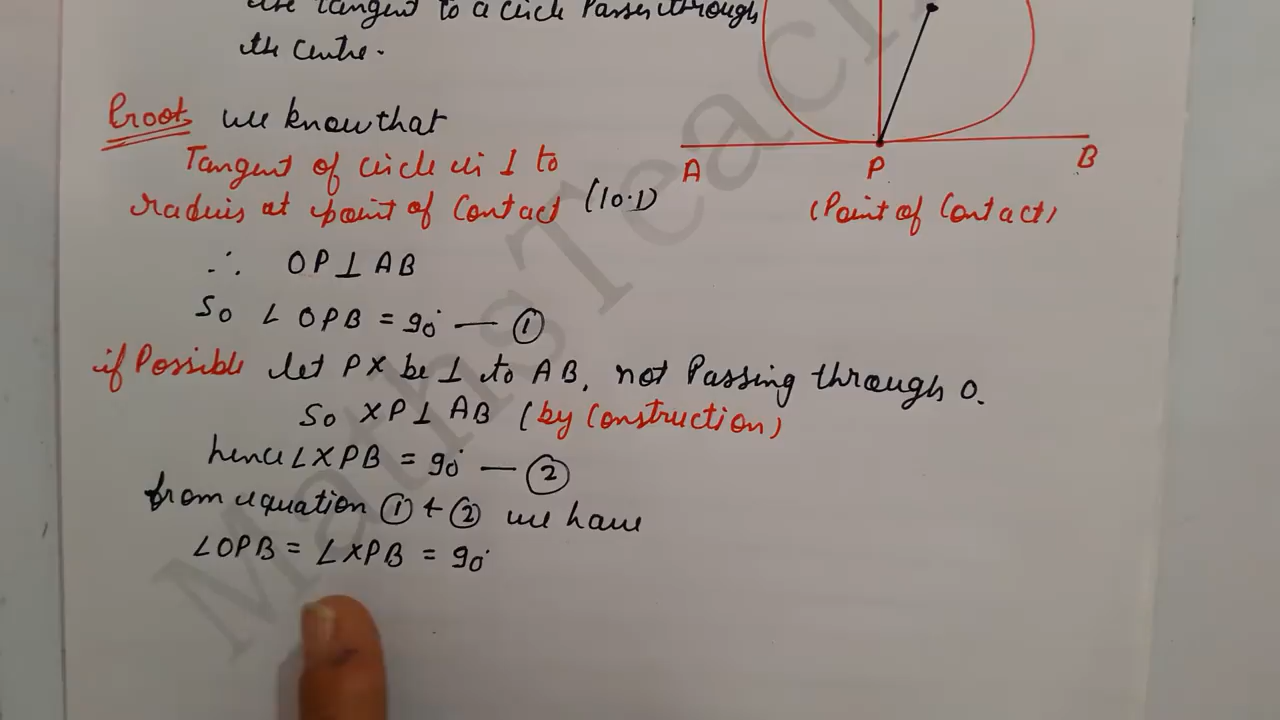 the tangent to a circle Passes through
the Centre.
Proof: we know that
Tangent of circle is ⊥ to
radius at point of Contact (10.1)
∴ OP ⊥ AB
So ∠ OPB = 90° — ①
if Possible let PX be ⊥ to AB, not Passing through O.
So XP ⊥ AB (by Construction)
hence ∠XPB = 90° — ②
from equation ① + ② we have
∠OPB = ∠XPB = 90°
A P B
(Point of Contact)
Maths Teach